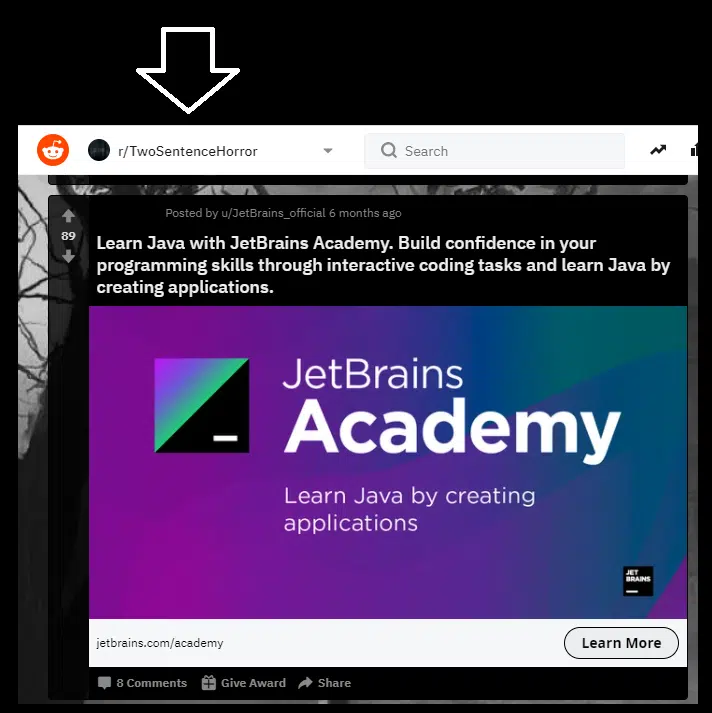 r/TwoSentenceHorror
Search
Posted by u/JetBrains_official 6 months ago
89
Learn Java with JetBrains Academy. Build confidence in your
programming skills through interactive coding tasks and learn Java by
creating applications.
JetBrains
Academy
Learn Java by creating
applications
JET
BRAINS
jetbrains.com/academy
Learn More
8 Comments
Give Award
Share